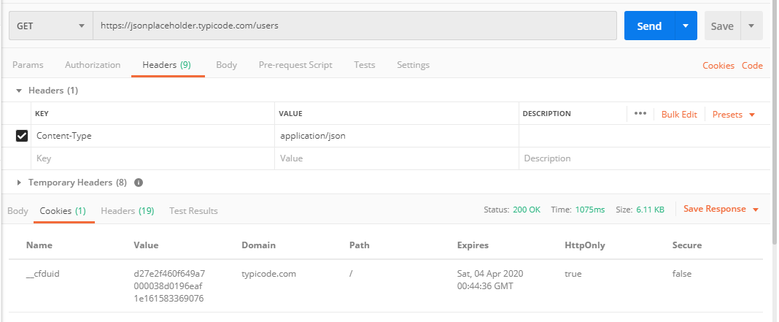 GET https://jsonplaceholder.typicode.com/users Send Save
Params Authorization Headers (9) Body Pre-request Script Tests Settings Cookies Code
Headers (1)
KEY VALUE DESCRIPTION ••• Bulk Edit Presets
Content-Type application/json
Key Value Description
Temporary Headers (8) i
Body Cookies (1) Headers (19) Test Results Status: 200 OK Time: 1075ms Size: 6.11 KB Save Response
Name Value Domain Path Expires HttpOnly Secure
__cfduid d27e2f460f649a7 typicode.com / Sat, 04 Apr 2020 true false
000038d0196eaf 00:44:36 GMT
1e161583369076